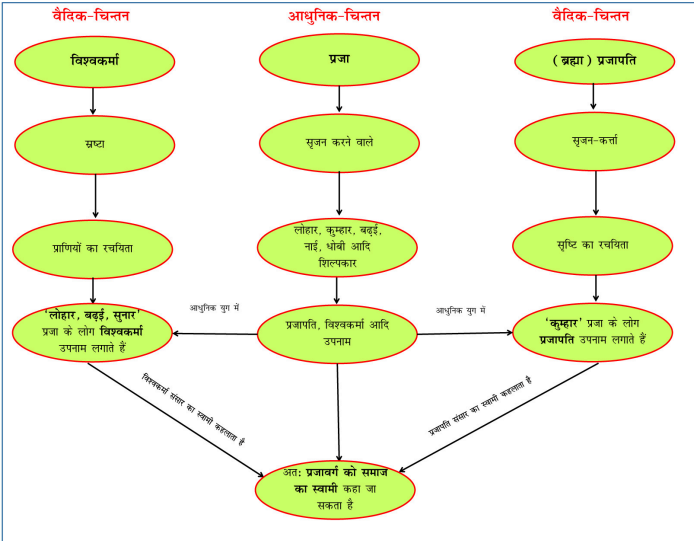 वैदिक-चिन्तन
आधुनिक-चिन्तन
वैदिक-चिन्तन
विश्वकर्मा
प्रजा
( ब्रह्मा ) प्रजापति
स्रष्टा
सृजन करने वाले
सृजन-कर्त्ता
प्राणियों का रचयिता
लोहार, कुम्हार, बढ़ई,
नाई, धोबी आदि
शिल्पकार
सृष्टि का रचयिता
'लोहार, बढ़ई, सुनार'
प्रजा के लोग विश्वकर्मा
उपनाम लगाते हैं
आधुनिक युग में
प्रजापति, विश्वकर्मा आदि
उपनाम
आधुनिक युग में
'कुम्हार' प्रजा के लोग
प्रजापति उपनाम लगाते हैं
विश्वकर्मा संसार का स्वामी कहलाता है
प्रजापति संसार का स्वामी कहलाता है
अत: प्रजावर्ग को समाज
का स्वामी कहा जा
सकता है